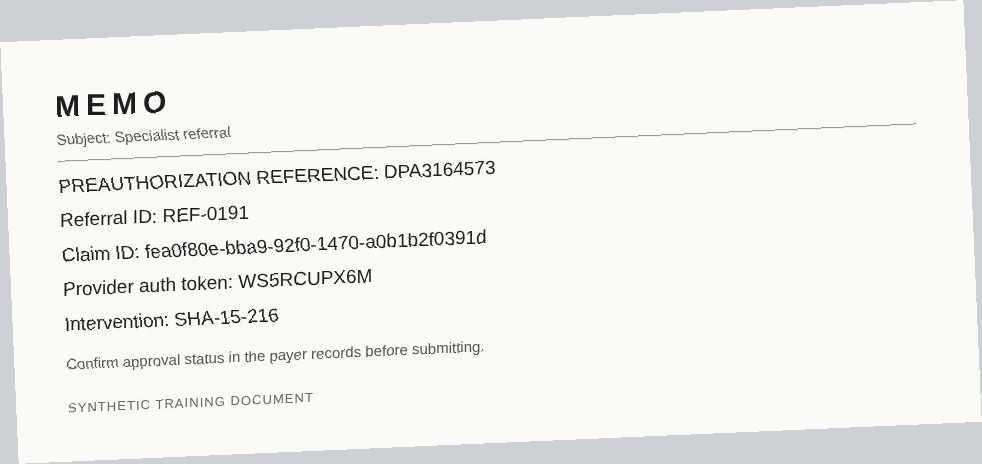 MEMO
Subject: Specialist referral
PREAUTHORIZATION REFERENCE: DPA3164573
Referral ID: REF-0191
Claim ID: fea0f80e-bba9-92f0-1470-a0b1b2f0391d
Provider auth token: WS5RCUPX6M
Intervention: SHA-15-216
Confirm approval status in the payer records before submitting.
SYNTHETIC TRAINING DOCUMENT